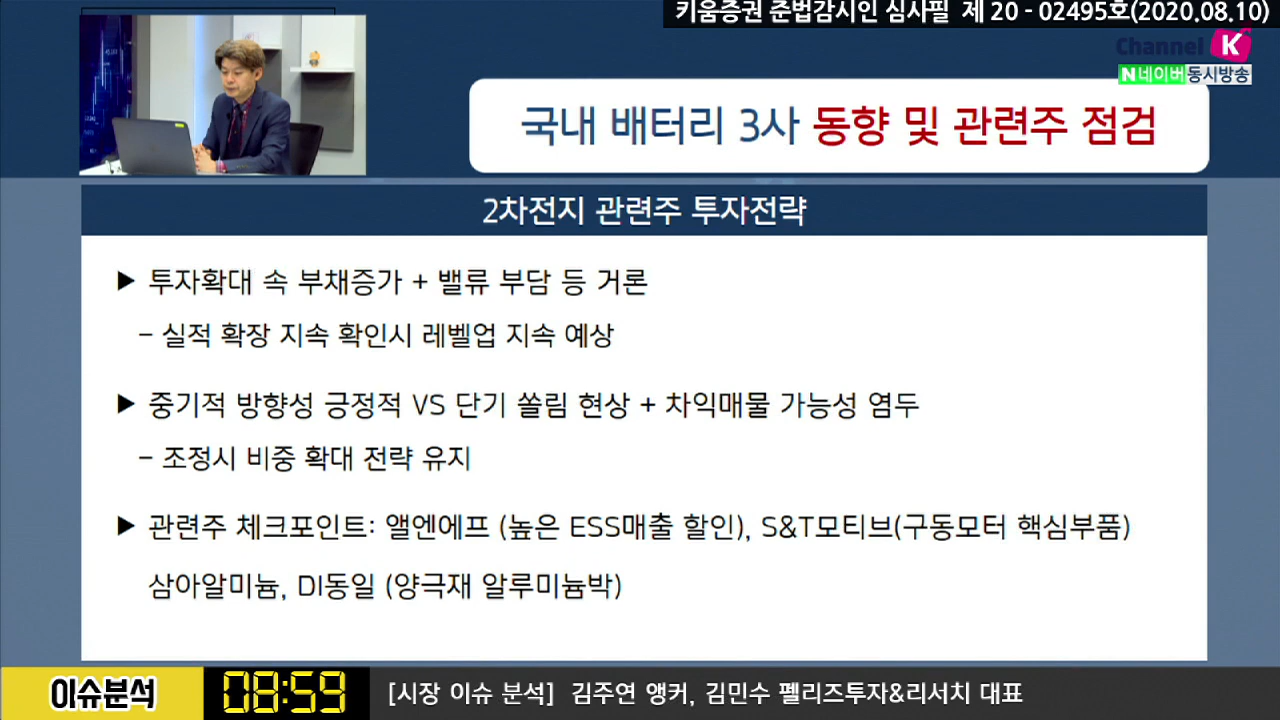 키움증권 준법감시인 심사필 제 20 - 02495호(2020.08.10)
Channel K
N네이버동시방송
국내 배터리 3사 동향 및 관련주 점검
2차전지 관련주 투자전략
▶ 투자확대 속 부채증가 + 밸류 부담 등 거론
- 실적 확장 지속 확인시 레벨업 지속 예상
▶ 중기적 방향성 긍정적 VS 단기 쏠림 현상 + 차익매물 가능성 염두
- 조정시 비중 확대 전략 유지
▶ 관련주 체크포인트: 앨엔에프 (높은 ESS매출 할인), S&T모티브(구동모터 핵심부품)
삼아알미늄, DI동일 (양극재 알루미늄박)
이슈분석 08:59 [시장 이슈 분석] 김주연 앵커, 김민수 펠리즈투자&리서치 대표